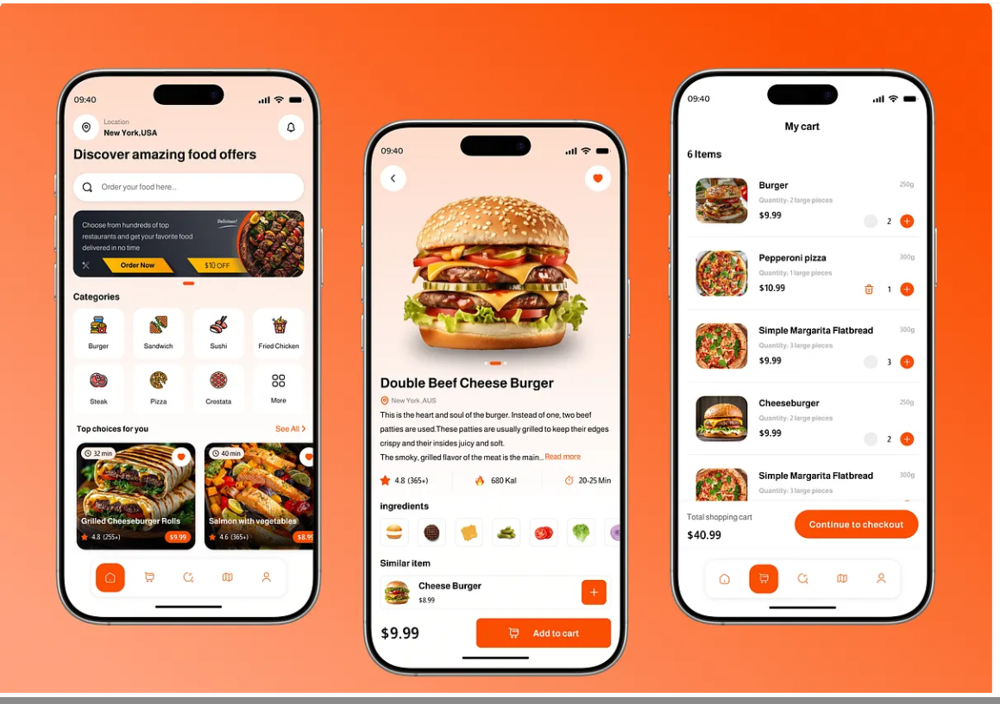 09:40
Location
New York,USA
Discover amazing food offers
Order your food here...
Choose from hundreds of top
restaurants and get your favorite food
delivered in no time
Delicious!
Order Now
$10 OFF
Categories
Burger
Sandwich
Sushi
Fried Chicken
Steak
Pizza
Crostata
More
Top choices for you
See All
32 min
Grilled Cheeseburger Rolls
4.8 (255+)
$9.99
40 min
Salmon with vegetables
4.6 (365+)
$8.99
09:40
Double Beef Cheese Burger
New York ,AUS
This is the heart and soul of the burger. Instead of one, two beef
patties are used.These patties are usually grilled to keep their edges
crispy and their insides juicy and soft.
The smoky, grilled flavor of the meat is the main... Read more
4.8 (365+)
680 Kal
20-25 Min
ingredients
Similar item
Cheese Burger
$8.99
$9.99
Add to cart
09:40
My cart
6 Items
Burger
250g
Quantity: 2 large pieces
$9.99
2
Pepperoni pizza
300g
Quantity: 1 large pieces
$10.99
1
Simple Margarita Flatbread
300g
Quantity: 3 large pieces
$9.99
3
Cheeseburger
250g
Quantity: 2 large pieces
$9.99
2
Simple Margarita Flatbread
300g
Quantity: 3 large pieces
Total shopping cart
$40.99
Continue to checkout